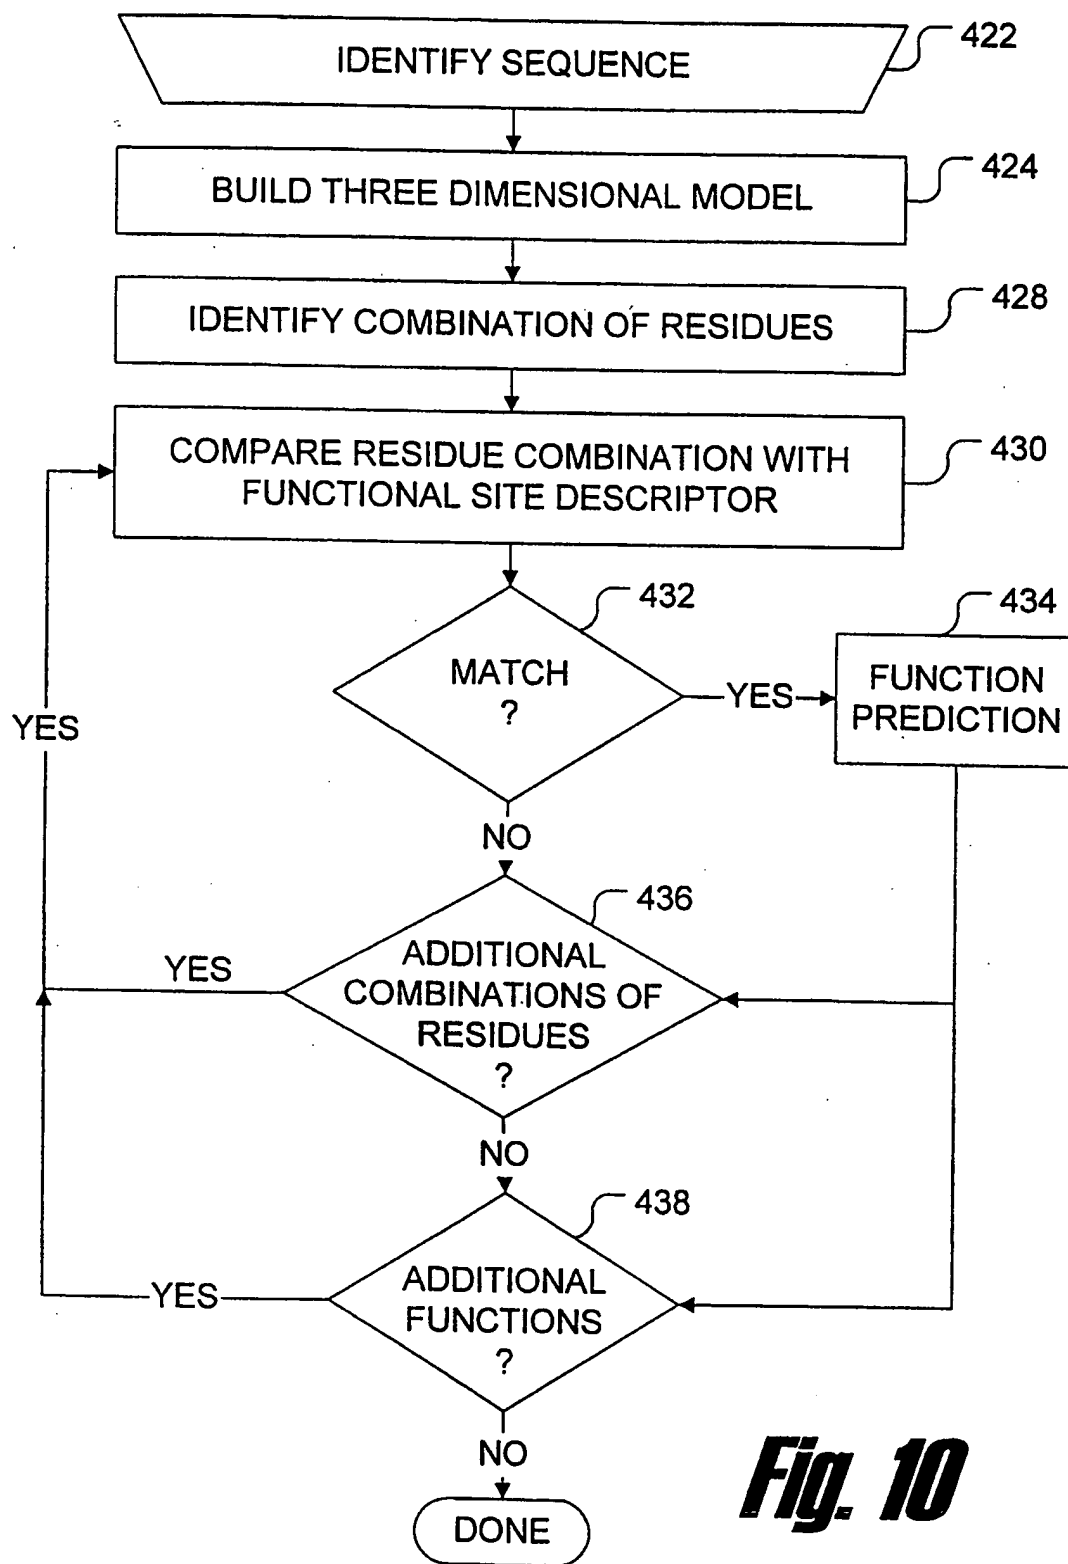 IDENTIFY SEQUENCE
422
BUILD THREE DIMENSIONAL MODEL
424
IDENTIFY COMBINATION OF RESIDUES
428
COMPARE RESIDUE COMBINATION WITH
FUNCTIONAL SITE DESCRIPTOR
430
432
MATCH
?
YES
434
FUNCTION
PREDICTION
YES
NO
436
ADDITIONAL
COMBINATIONS OF
RESIDUES
?
YES
NO
438
ADDITIONAL
FUNCTIONS
?
YES
NO
DONE
Fig. 10